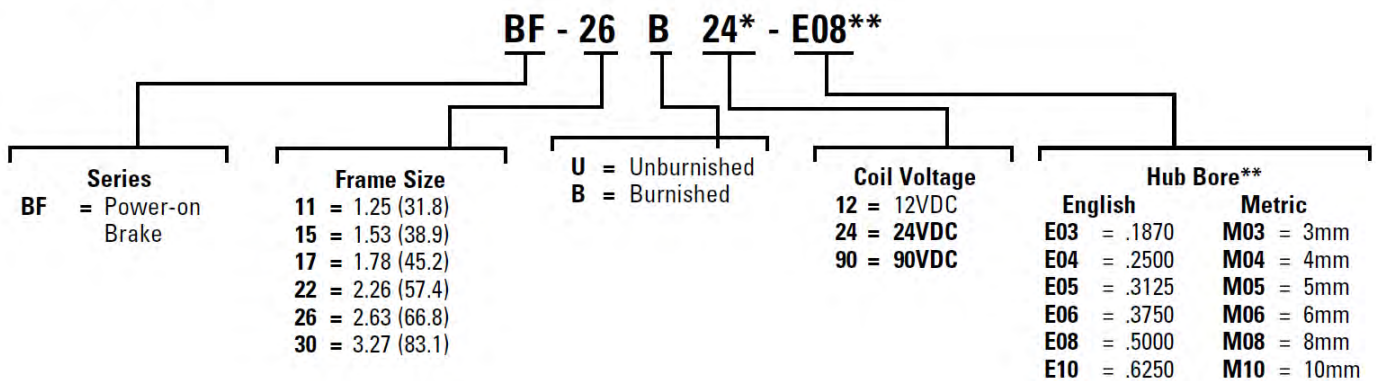 BF - 26 B 24* - E08**
Series
BF = Power-on
Brake
Frame Size
11 = 1.25 (31.8)
15 = 1.53 (38.9)
17 = 1.78 (45.2)
22 = 2.26 (57.4)
26 = 2.63 (66.8)
30 = 3.27 (83.1)
U = Unburnished
B = Burnished
Coil Voltage
12 = 12VDC
24 = 24VDC
90 = 90VDC
Hub Bore**
English Metric
E03 = .1870 M03 = 3mm
E04 = .2500 M04 = 4mm
E05 = .3125 M05 = 5mm
E06 = .3750 M06 = 6mm
E08 = .5000 M08 = 8mm
E10 = .6250 M10 = 10mm